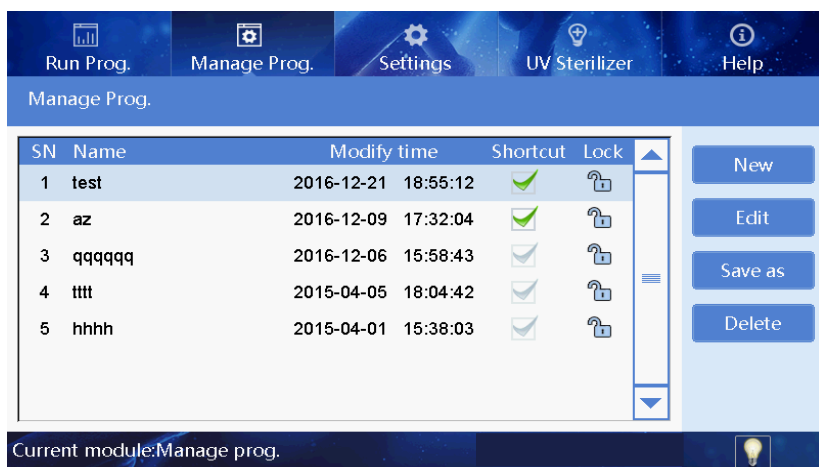 Run Prog. Manage Prog. Settings UV Sterilizer Help
Manage Prog.
SN Name Modify time Shortcut Lock
1 test 2016-12-21 18:55:12
2 az 2016-12-09 17:32:04
3 qqqqqq 2016-12-06 15:58:43
4 tttt 2015-04-05 18:04:42
5 hhhh 2015-04-01 15:38:03
New
Edit
Save as
Delete
Current module:Manage prog.